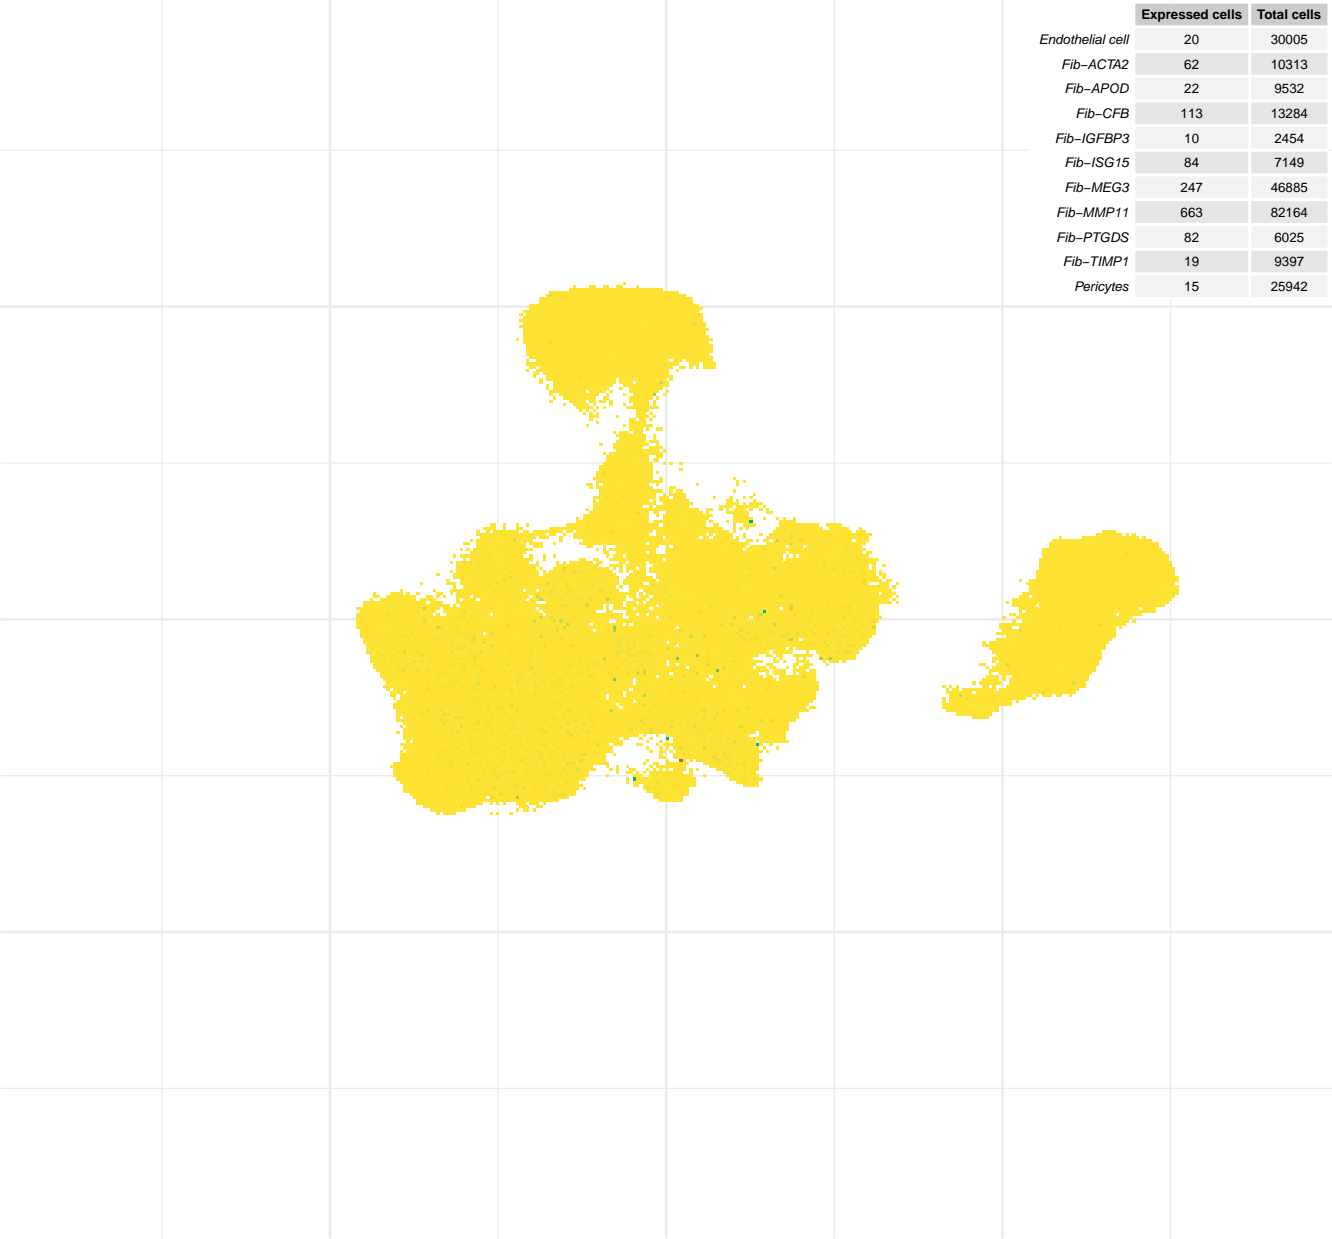 Expressed cells Total cells
Endothelial cell 20 30005
Fib−ACTA2 62 10313
Fib−APOD 22 9532
Fib−CFB 113 13284
Fib−IGFBP3 10 2454
Fib−ISG15 84 7149
Fib−MEG3 247 46885
Fib−MMP11 663 82164
Fib−PTGDS 82 6025
Fib−TIMP1 19 9397
Pericytes 15 25942